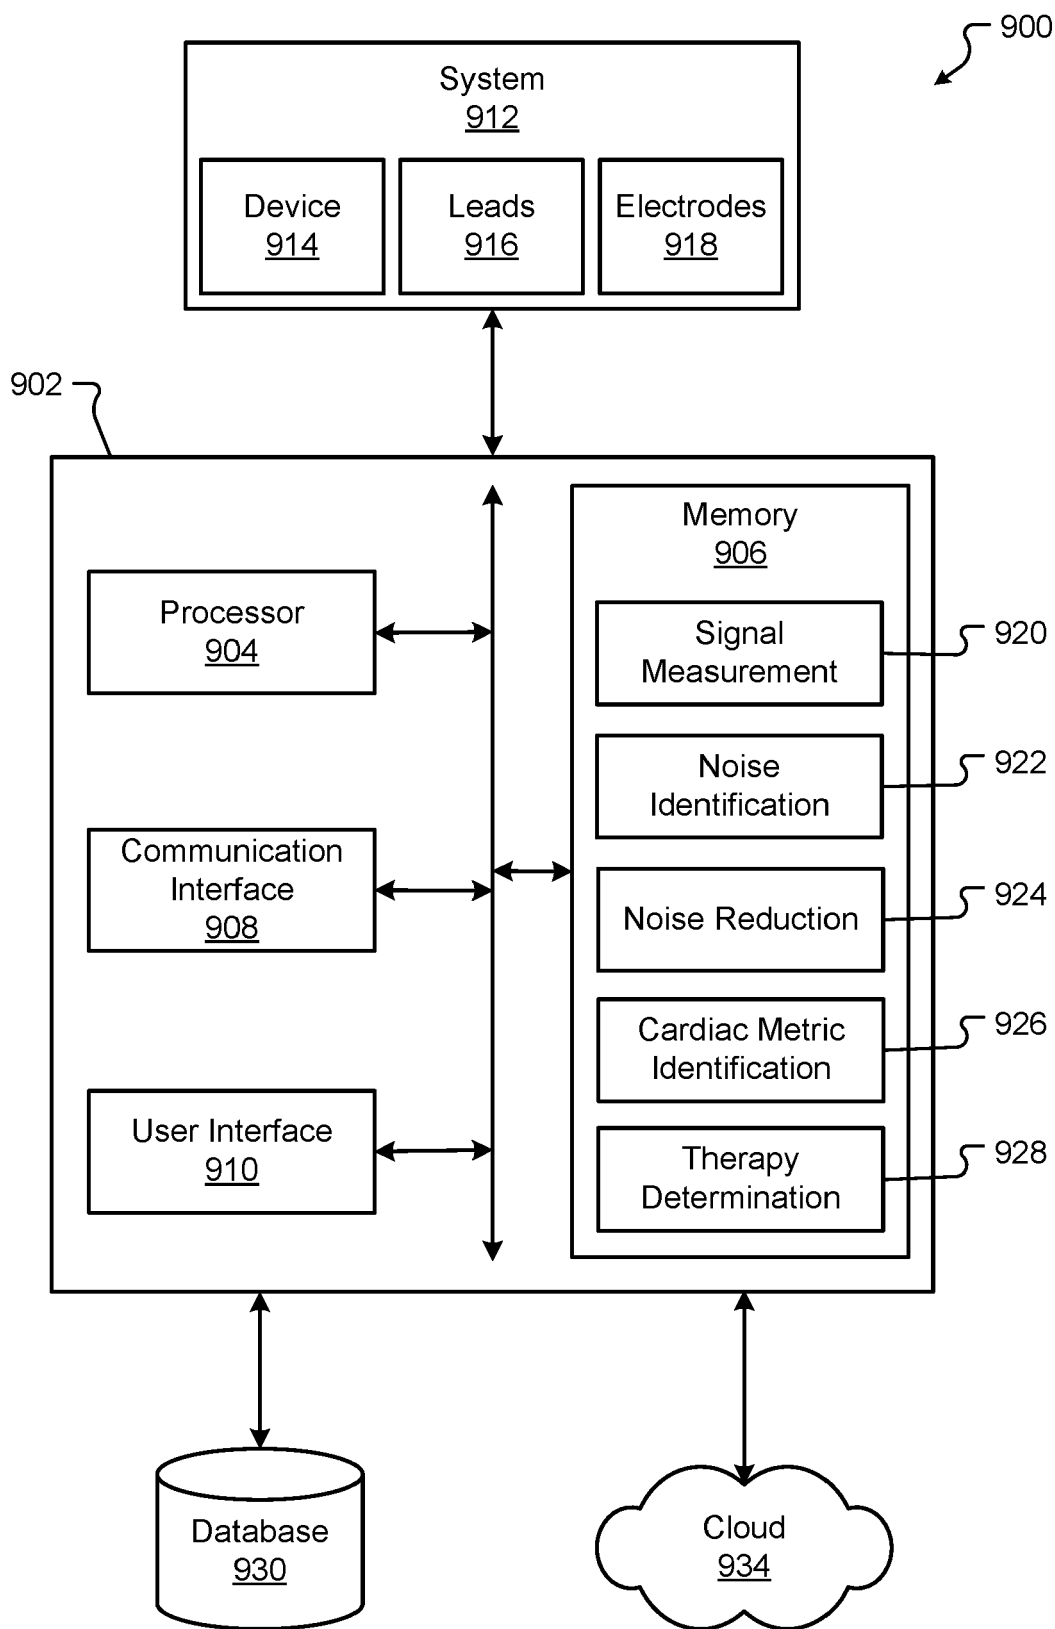 900
System
912
Device
914
Leads
916
Electrodes
918
902
Memory
906
Processor
904
Signal
Measurement
920
Noise
Identification
922
Communication
Interface
908
Noise Reduction
924
Cardiac Metric
Identification
926
User Interface
910
Therapy
Determination
928
Database
930
Cloud
934